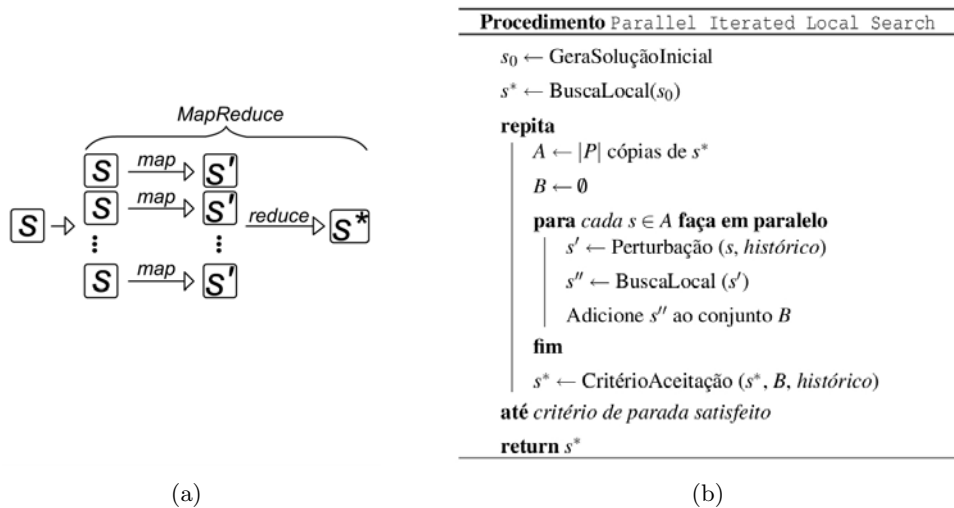 MapReduce
S map S'
S map S'
S reduce S*
⋮ ⋮
S map S'
(a)
Procedimento Parallel Iterated Local Search
s₀ ← GeraSoluçãoInicial
s* ← BuscaLocal(s₀)
repita
A ← |P| cópias de s*
B ← ∅
para cada s ∈ A faça em paralelo
s′ ← Perturbação (s, histórico)
s″ ← BuscaLocal (s′)
Adicione s″ ao conjunto B
fim
s* ← CritérioAceitação (s*, B, histórico)
até critério de parada satisfeito
return s*
(b)